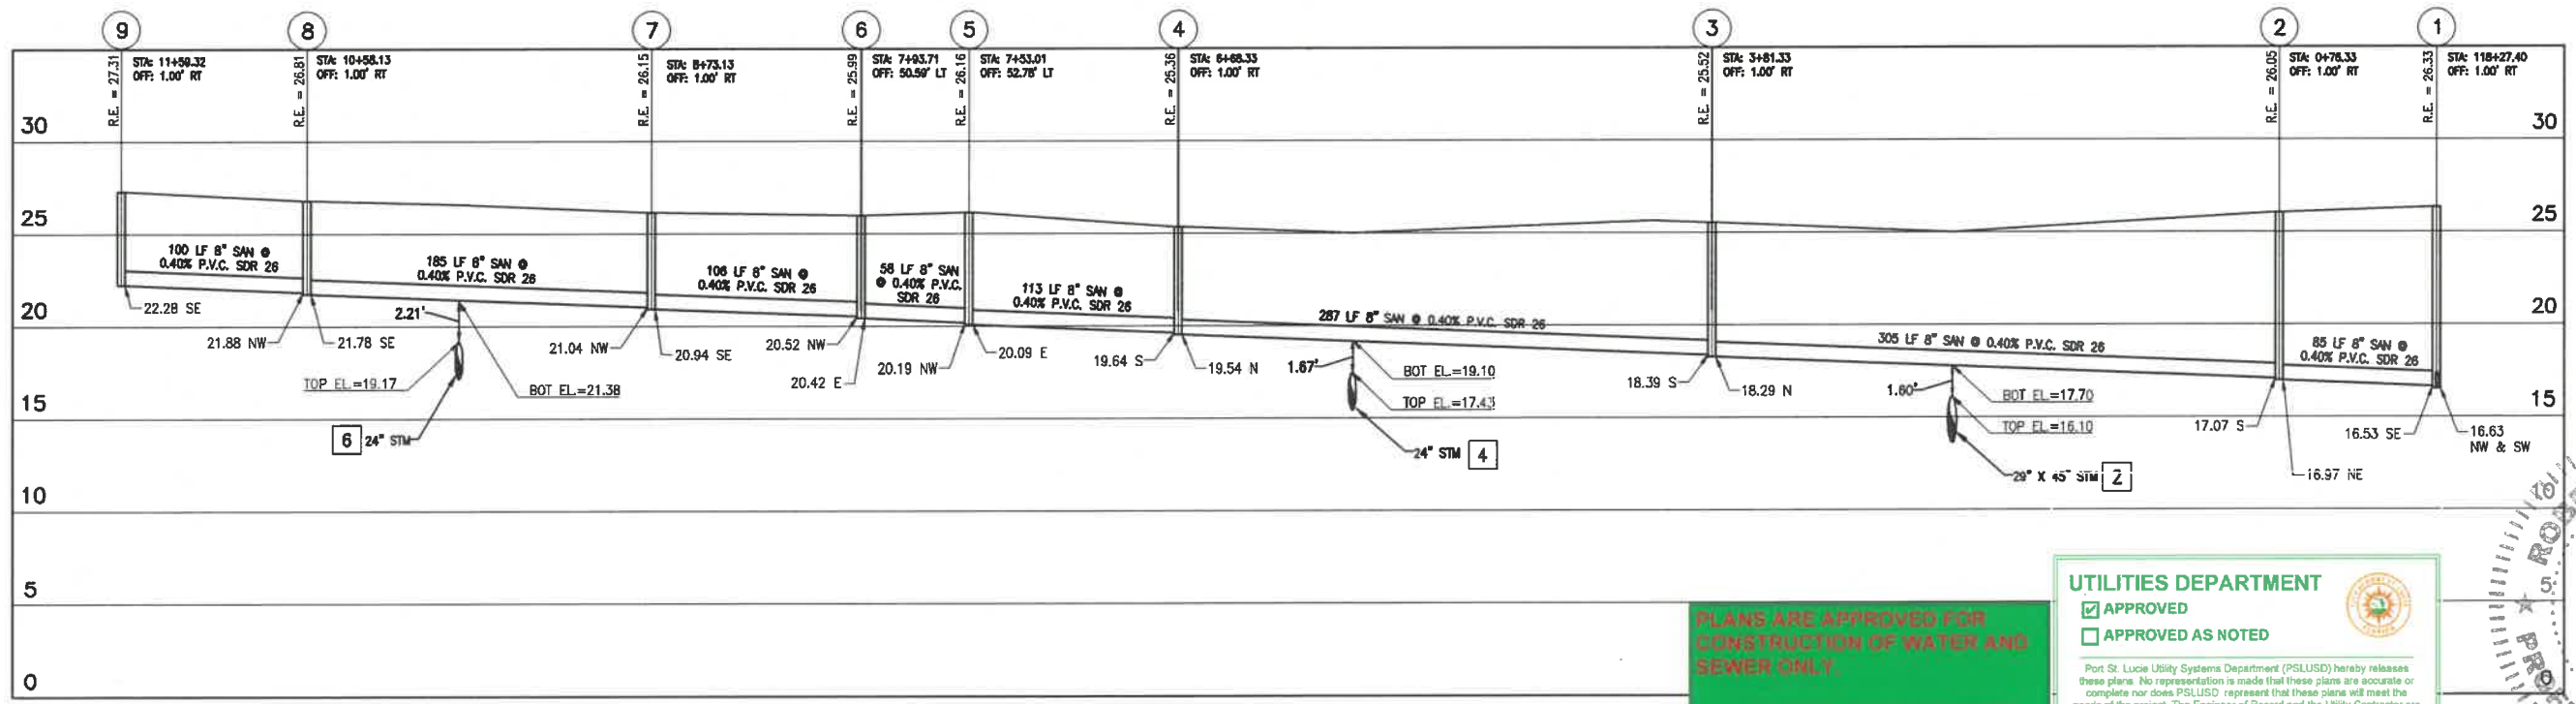 9
8
7
6
5
4
3
2
1
R.E. = 27.31
STA: 11+59.32
OFF: 1.00' RT
R.E. = 26.81
STA: 10+58.13
OFF: 1.00' RT
R.E. = 26.15
STA: 8+73.13
OFF: 1.00' RT
R.E. = 25.99
STA: 7+93.71
OFF: 50.59' LT
R.E. = 26.16
STA: 7+53.01
OFF: 52.78' LT
R.E. = 25.36
STA: 6+68.33
OFF: 1.00' RT
R.E. = 25.52
STA: 3+81.33
OFF: 1.00' RT
R.E. = 26.05
STA: 0+76.33
OFF: 1.00' RT
R.E. = 26.33
STA: 118+27.40
OFF: 1.00' RT
30
30
25
25
100 LF 8" SAN @
0.40% P.V.C. SDR 26
185 LF 8" SAN @
0.40% P.V.C. SDR 26
106 LF 8" SAN @
0.40% P.V.C. SDR 26
58 LF 8" SAN
@ 0.40% P.V.C.
SDR 26
113 LF 8" SAN @
0.40% P.V.C. SDR 26
287 LF 8" SAN @ 0.40% P.V.C. SDR 26
305 LF 8" SAN @ 0.40% P.V.C. SDR 26
85 LF 8" SAN @
0.40% P.V.C. SDR 26
20
20
22.28 SE
21.88 NW
21.78 SE
2.21'
TOP EL.=19.17
BOT EL.=21.38
6 24" STM
21.04 NW
20.94 SE
20.52 NW
20.42 E
20.19 NW
20.09 E
19.64 S
19.54 N
1.67'
BOT EL.=19.10
TOP EL.=17.43
24" STM 4
18.39 S
18.29 N
1.60'
BOT EL.=17.70
TOP EL.=16.10
29" X 45" STM 2
17.07 S
16.97 NE
16.53 SE
16.63
NW & SW
15
15
10
5
0
PLANS ARE APPROVED FOR
CONSTRUCTION OF WATER AND
SEWER ONLY.
UTILITIES DEPARTMENT
APPROVED
APPROVED AS NOTED
Port St. Lucie Utility Systems Department (PSLUSD) hereby releases
these plans. No representation is made that these plans are accurate or
complete nor does PSLUSD represent that these plans will meet the
needs of the project. The Engineer of Record and the Utility Contractor are